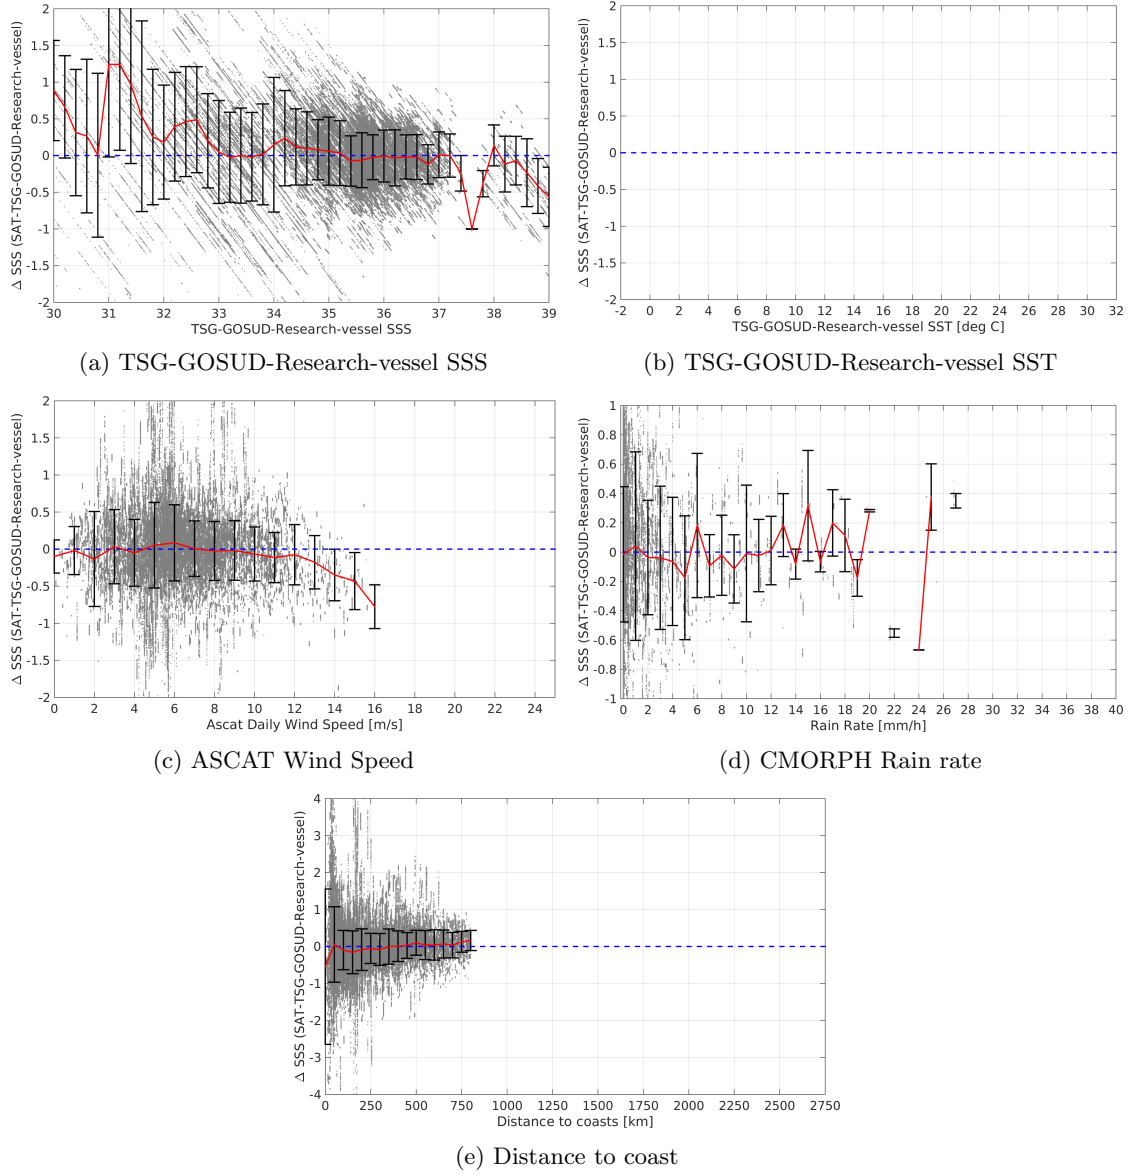 2
1.5
1
0.5
0
-0.5
-1
-1.5
-2
Δ SSS (SAT-TSG-GOSUD-Research-vessel)
30 31 32 33 34 35 36 37 38 39
TSG-GOSUD-Research-vessel SSS
(a) TSG-GOSUD-Research-vessel SSS
2
1.5
1
0.5
0
-0.5
-1
-1.5
-2
Δ SSS (SAT-TSG-GOSUD-Research-vessel)
-2 0 2 4 6 8 10 12 14 16 18 20 22 24 26 28 30 32
TSG-GOSUD-Research-vessel SST [deg C]
(b) TSG-GOSUD-Research-vessel SST
2
1.5
1
0.5
0
-0.5
-1
-1.5
-2
Δ SSS (SAT-TSG-GOSUD-Research-vessel)
0 2 4 6 8 10 12 14 16 18 20 22 24
Ascat Daily Wind Speed [m/s]
(c) ASCAT Wind Speed
1
0.8
0.6
0.4
0.2
0
-0.2
-0.4
-0.6
-0.8
-1
Δ SSS (SAT-TSG-GOSUD-Research-vessel)
0 2 4 6 8 10 12 14 16 18 20 22 24 26 28 30 32 34 36 38 40
Rain Rate [mm/h]
(d) CMORPH Rain rate
4
3
2
1
0
-1
-2
-3
-4
Δ SSS (SAT-TSG-GOSUD-Research-vessel)
0 250 500 750 1000 1250 1500 1750 2000 2250 2500 2750
Distance to coasts [km]
(e) Distance to coast